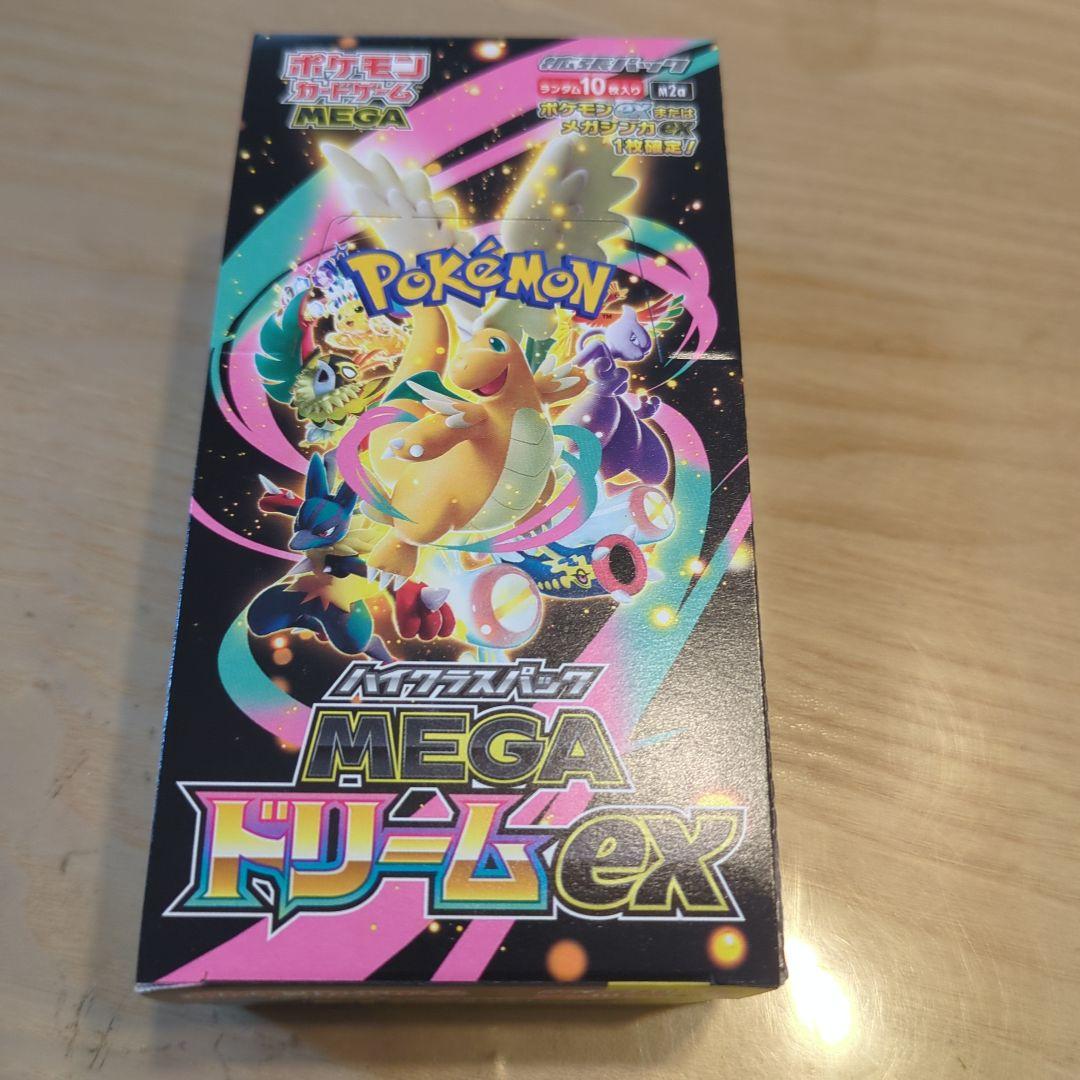 ポケモン
カードゲーム
MEGA
拡張パック
ランダム10枚入り
M2a
ポケモンexまたは
メガシンカex
1枚確定!
POKÉMON
TM
ハイクラスパック
MEGA
ドリームex